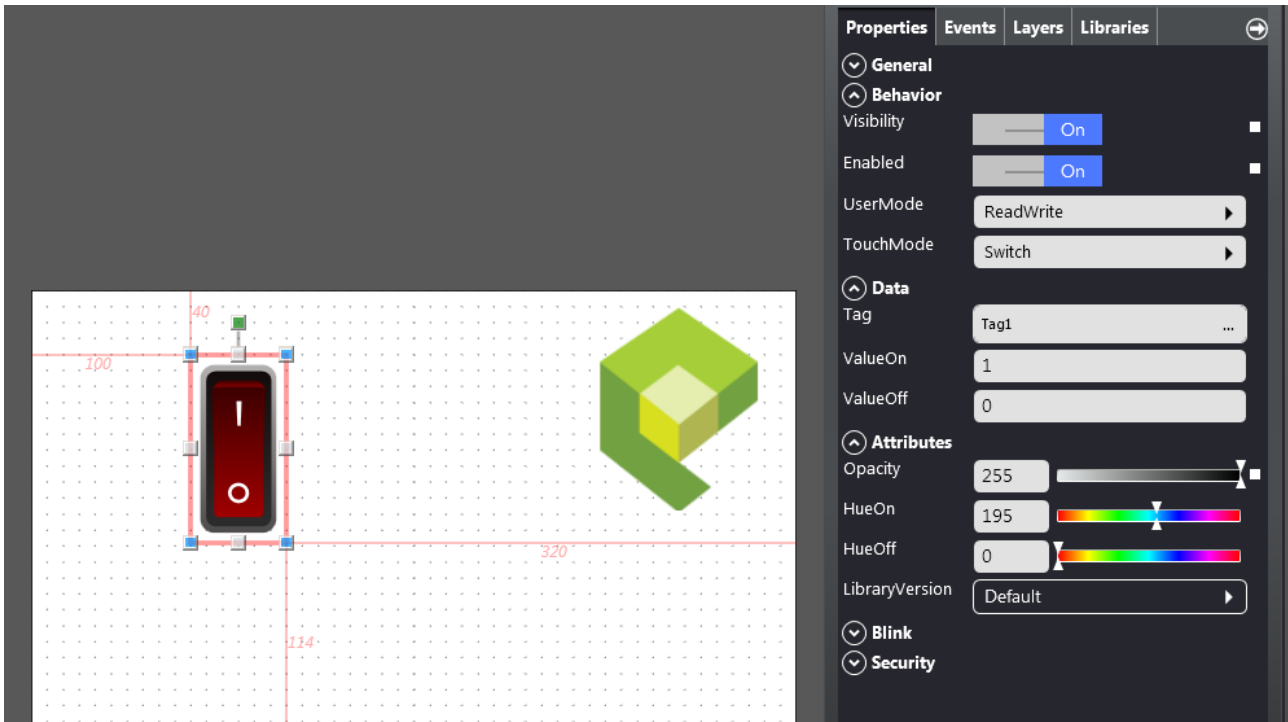 Properties Events Layers Libraries
General
Behavior
Visibility On
Enabled On
UserMode ReadWrite
TouchMode Switch
Data
Tag Tag1 ...
ValueOn 1
ValueOff 0
Attributes
Opacity 255
HueOn 195
HueOff 0
LibraryVersion Default
Blink
Security
40
100
320
114